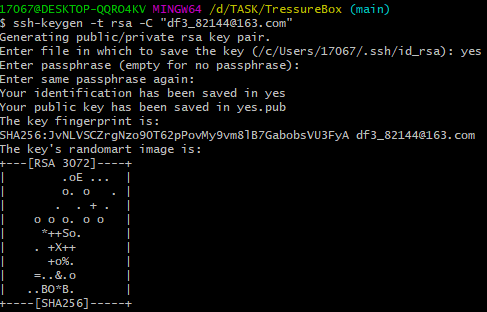 17067@DESKTOP-QQRO4KV MINGW64 /d/TASK/TressureBox (main)
$ ssh-keygen -t rsa -C "df3_82144@163.com"
Generating public/private rsa key pair.
Enter file in which to save the key (/c/Users/17067/.ssh/id_rsa): yes
Enter passphrase (empty for no passphrase):
Enter same passphrase again:
Your identification has been saved in yes
Your public key has been saved in yes.pub
The key fingerprint is:
SHA256:JvNLVSCZrgNzo9OT62pPovMy9vm8lB7GabobsVU3FyA df3_82144@163.com
The key's randomart image is:
+---[RSA 3072]----+
|        .oE ...  |
|        o. o   . |
|       .  . + .  |
|    o o o. o o   |
|     *++So.      |
|    . +X++       |
|      +o%.       |
|    =..&.o       |
|   ..BO*B.       |
+----[SHA256]-----+